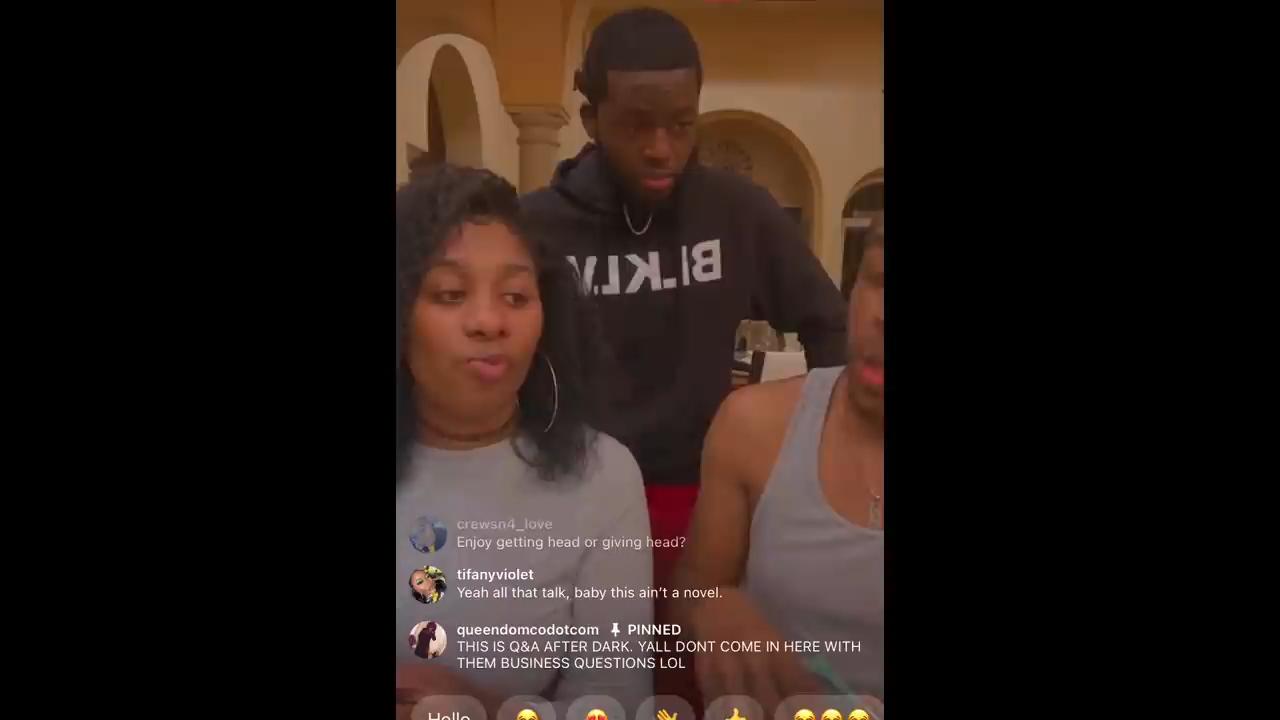 BLKLV
crewsn4_love
Enjoy getting head or giving head?
tifanyviolet
Yeah all that talk, baby this ain't a novel.
queendomcodotcom PINNED
THIS IS Q&A AFTER DARK. YALL DONT COME IN HERE WITH
THEM BUSINESS QUESTIONS LOL
Hello